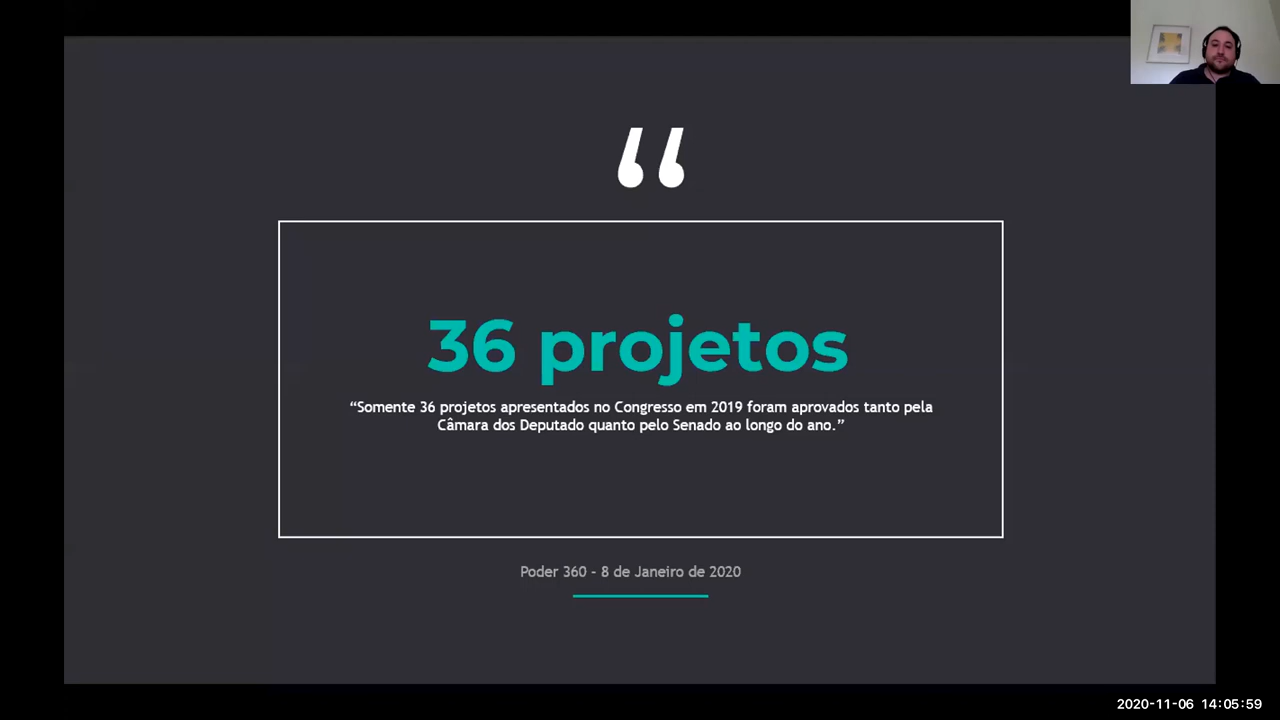 “
36 projetos
“Somente 36 projetos apresentados no Congresso em 2019 foram aprovados tanto pela
Câmara dos Deputado quanto pelo Senado ao longo do ano.”
Poder 360 - 8 de Janeiro de 2020
2020-11-06 14:05:59